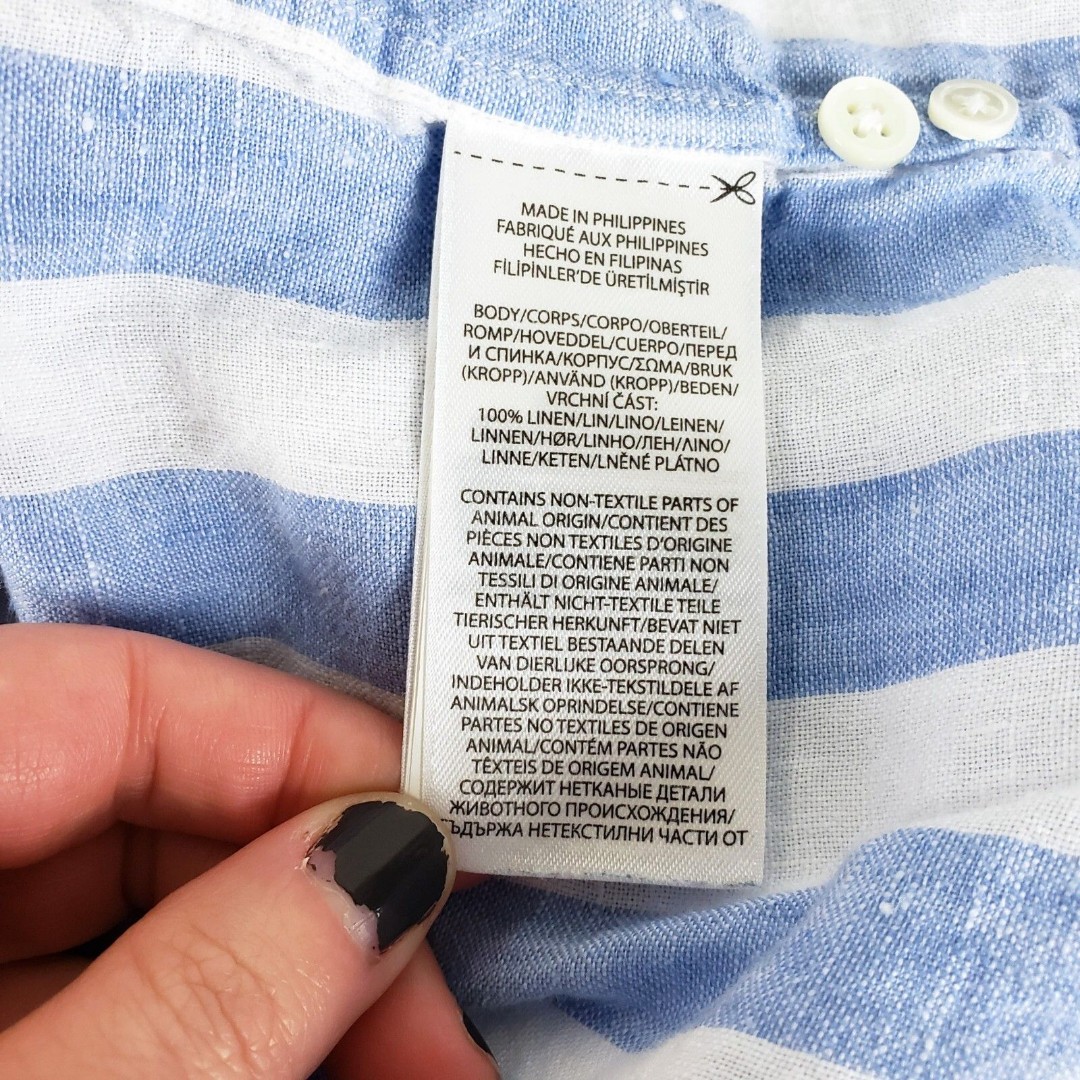 MADE IN PHILIPPINES
FABRIQUÉ AUX PHILIPPINES
HECHO EN FILIPINAS
FİLİPİNLER'DE ÜRETİLMİŞTİR
BODY/CORPS/CORPO/OBERTEIL/
ROMP/HOVEDDEL/CUERPO/ПЕРЕД
И СПИНКА/КОРПУС/ΣΩΜΑ/BRUK
(KROPP)/ANVÄND (KROPP)/BEDEN/
VRCHNÍ ČÁST:
100% LINEN/LIN/LINO/LEINEN/
LINNEN/HØR/LINHO/ЛЕН/ΛΙΝΟ/
LINNE/KETEN/LNĚNÉ PLÁTNO
CONTAINS NON-TEXTILE PARTS OF
ANIMAL ORIGIN/CONTIENT DES
PIÈCES NON TEXTILES D'ORIGINE
ANIMALE/CONTIENE PARTI NON
TESSILI DI ORIGINE ANIMALE/
ENTHÄLT NICHT-TEXTILE TEILE
TIERISCHER HERKUNFT/BEVAT NIET
UIT TEXTIEL BESTAANDE DELEN
VAN DIERLIJKE OORSPRONG/
INDEHOLDER IKKE-TEKSTILDELE AF
ANIMALSK OPRINDELSE/CONTIENE
PARTES NO TEXTILES DE ORIGEN
ANIMAL/CONTÉM PARTES NÃO
TÊXTEIS DE ORIGEM ANIMAL/
СОДЕРЖИТ НЕТКАНЫЕ ДЕТАЛИ
ЖИВОТНОГО ПРОИСХОЖДЕНИЯ/
ЪДЪРЖА НЕТЕКСТИЛНИ ЧАСТИ ОТ